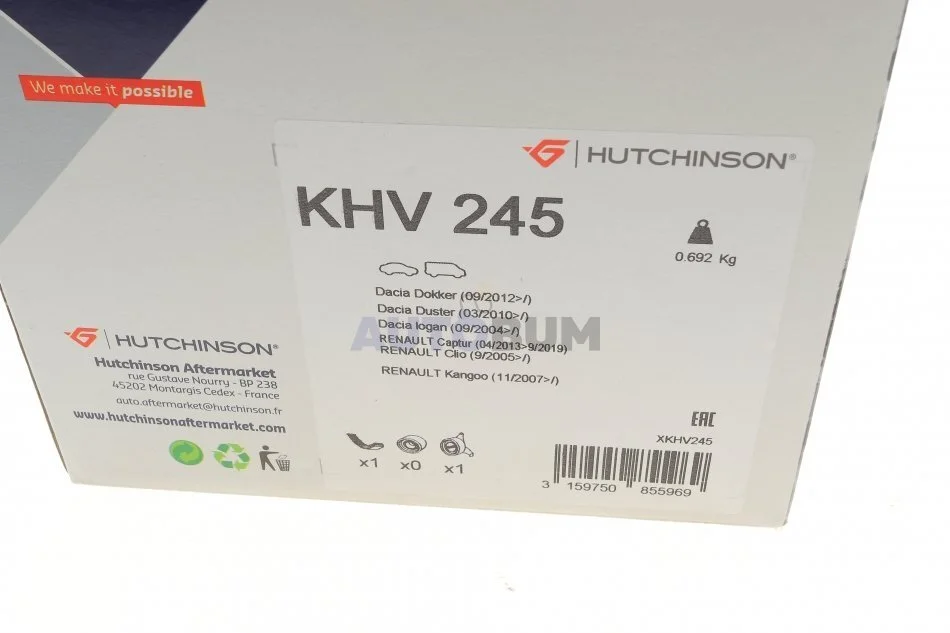 We make it possible
HUTCHINSON®
KHV 245
0.692 Kg
Dacia Dokker (09/2012>/)
Dacia Duster (03/2010>/)
Dacia logan (09/2004>/)
RENAULT Captur (04/2013>9/2019)
RENAULT Clio (9/2005>/)
RENAULT Kangoo (11/2007>/)
AUTOBUM
HUTCHINSON®
Hutchinson Aftermarket
rue Gustave Nourry - BP 238
45202 Montargis Cedex - France
auto.aftermarket@hutchinson.fr
www.hutchinsonaftermarket.com
x1 x0 x1
EAC
XKHV245
3 159750 855969